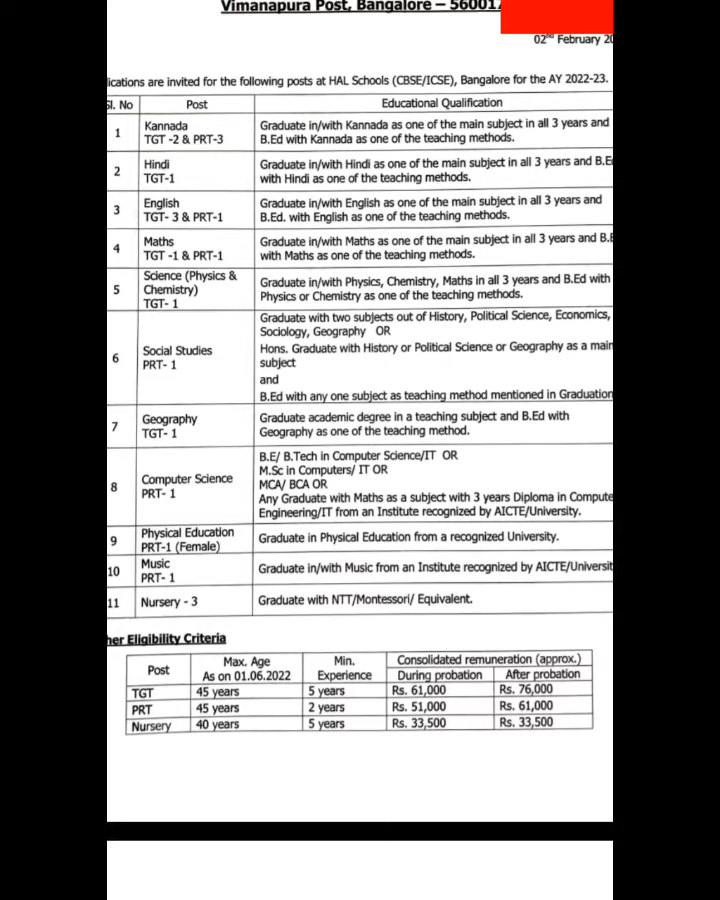 Vimanapura Post, Bangalore – 560017
02nd February 20
ications are invited for the following posts at HAL Schools (CBSE/ICSE), Bangalore for the AY 2022-23.
Sl. No Post Educational Qualification
1 Kannada TGT -2 & PRT-3 Graduate in/with Kannada as one of the main subject in all 3 years and
B.Ed with Kannada as one of the teaching methods.
2 Hindi TGT-1 Graduate in/with Hindi as one of the main subject in all 3 years and B.E
with Hindi as one of the teaching methods.
3 English TGT- 3 & PRT-1 Graduate in/with English as one of the main subject in all 3 years and
B.Ed. with English as one of the teaching methods.
4 Maths TGT -1 & PRT-1 Graduate in/with Maths as one of the main subject in all 3 years and B.E
with Maths as one of the teaching methods.
5 Science (Physics & Chemistry) TGT- 1 Graduate in/with Physics, Chemistry, Maths in all 3 years and B.Ed with
Physics or Chemistry as one of the teaching methods.
6 Social Studies PRT- 1 Graduate with two subjects out of History, Political Science, Economics,
Sociology, Geography OR
Hons. Graduate with History or Political Science or Geography as a main
subject
and
B.Ed with any one subject as teaching method mentioned in Graduation
7 Geography TGT- 1 Graduate academic degree in a teaching subject and B.Ed with
Geography as one of the teaching method.
8 Computer Science PRT- 1 B.E/ B.Tech in Computer Science/IT OR
M.Sc in Computers/ IT OR
MCA/ BCA OR
Any Graduate with Maths as a subject with 3 years Diploma in Compute
Engineering/IT from an Institute recognized by AICTE/University.
9 Physical Education PRT-1 (Female) Graduate in Physical Education from a recognized University.
10 Music PRT- 1 Graduate in/with Music from an Institute recognized by AICTE/Universit
11 Nursery - 3 Graduate with NTT/Montessori/ Equivalent.
her Eligibility Criteria
Post Max. Age As on 01.06.2022 Min. Experience Consolidated remuneration (approx.)
During probation After probation
TGT 45 years 5 years Rs. 61,000 Rs. 76,000
PRT 45 years 2 years Rs. 51,000 Rs. 61,000
Nursery 40 years 5 years Rs. 33,500 Rs. 33,500